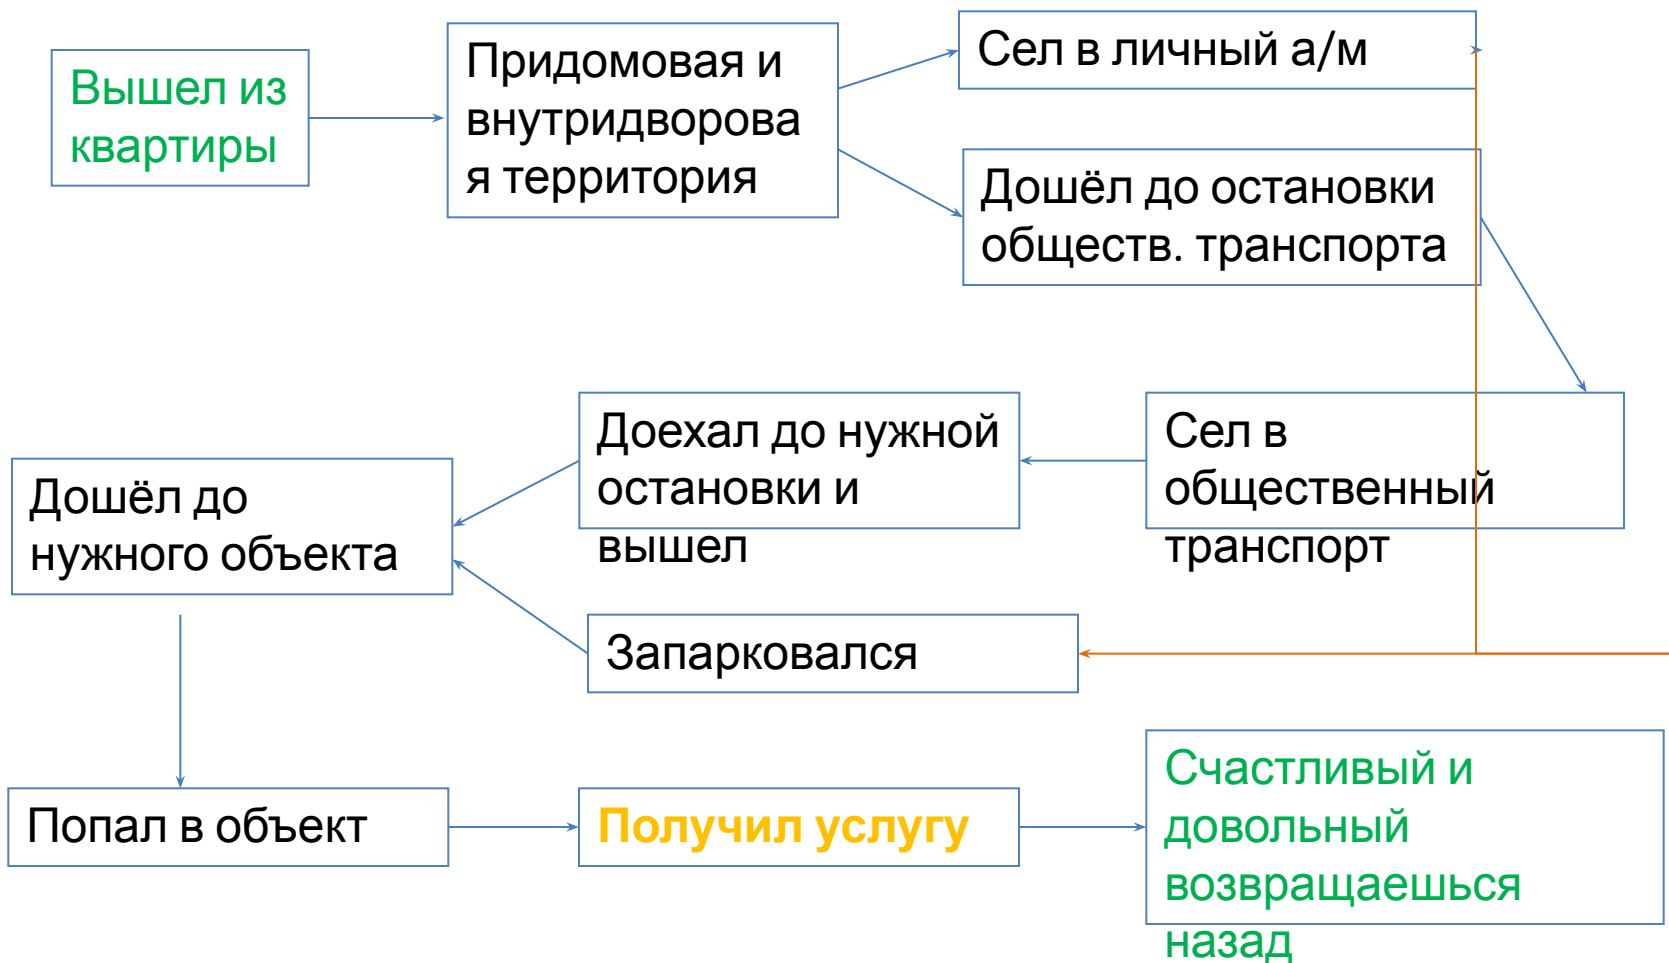 Вышел из
квартиры
Придомовая и
внутридворова
я территория
Сел в личный а/м
Дошёл до остановки
обществ. транспорта
Сел в
общественный
транспорт
Доехал до нужной
остановки и
вышел
Дошёл до
нужного объекта
Запарковался
Попал в объект
Получил услугу
Счастливый и
довольный
возвращаешься
назад